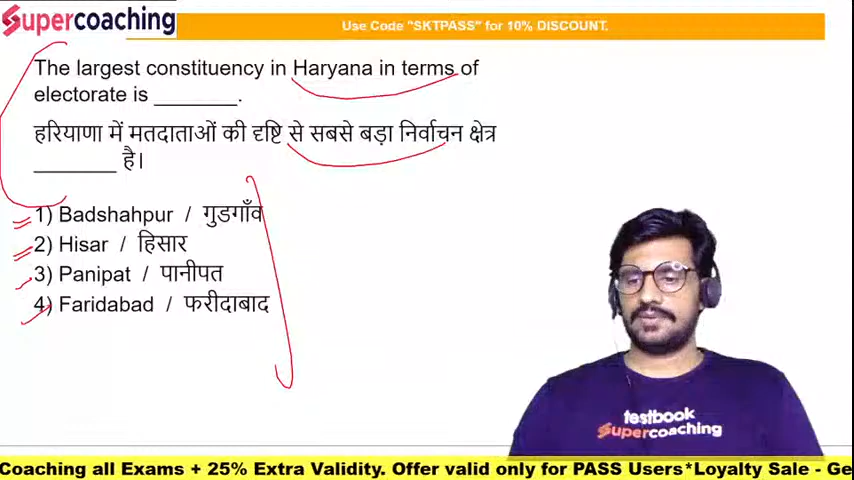 Supercoaching
Use Code "SKTPASS" for 10% DISCOUNT.
The largest constituency in Haryana in terms of
electorate is _______.
हरियाणा में मतदाताओं की दृष्टि से सबसे बड़ा निर्वाचन क्षेत्र
_______ है।
1) Badshahpur / गुडगाँव
2) Hisar / हिसार
3) Panipat / पानीपत
4) Faridabad / फरीदाबाद
testbook
Supercoaching
Coaching all Exams + 25% Extra Validity. Offer valid only for PASS Users*Loyalty Sale - Ge